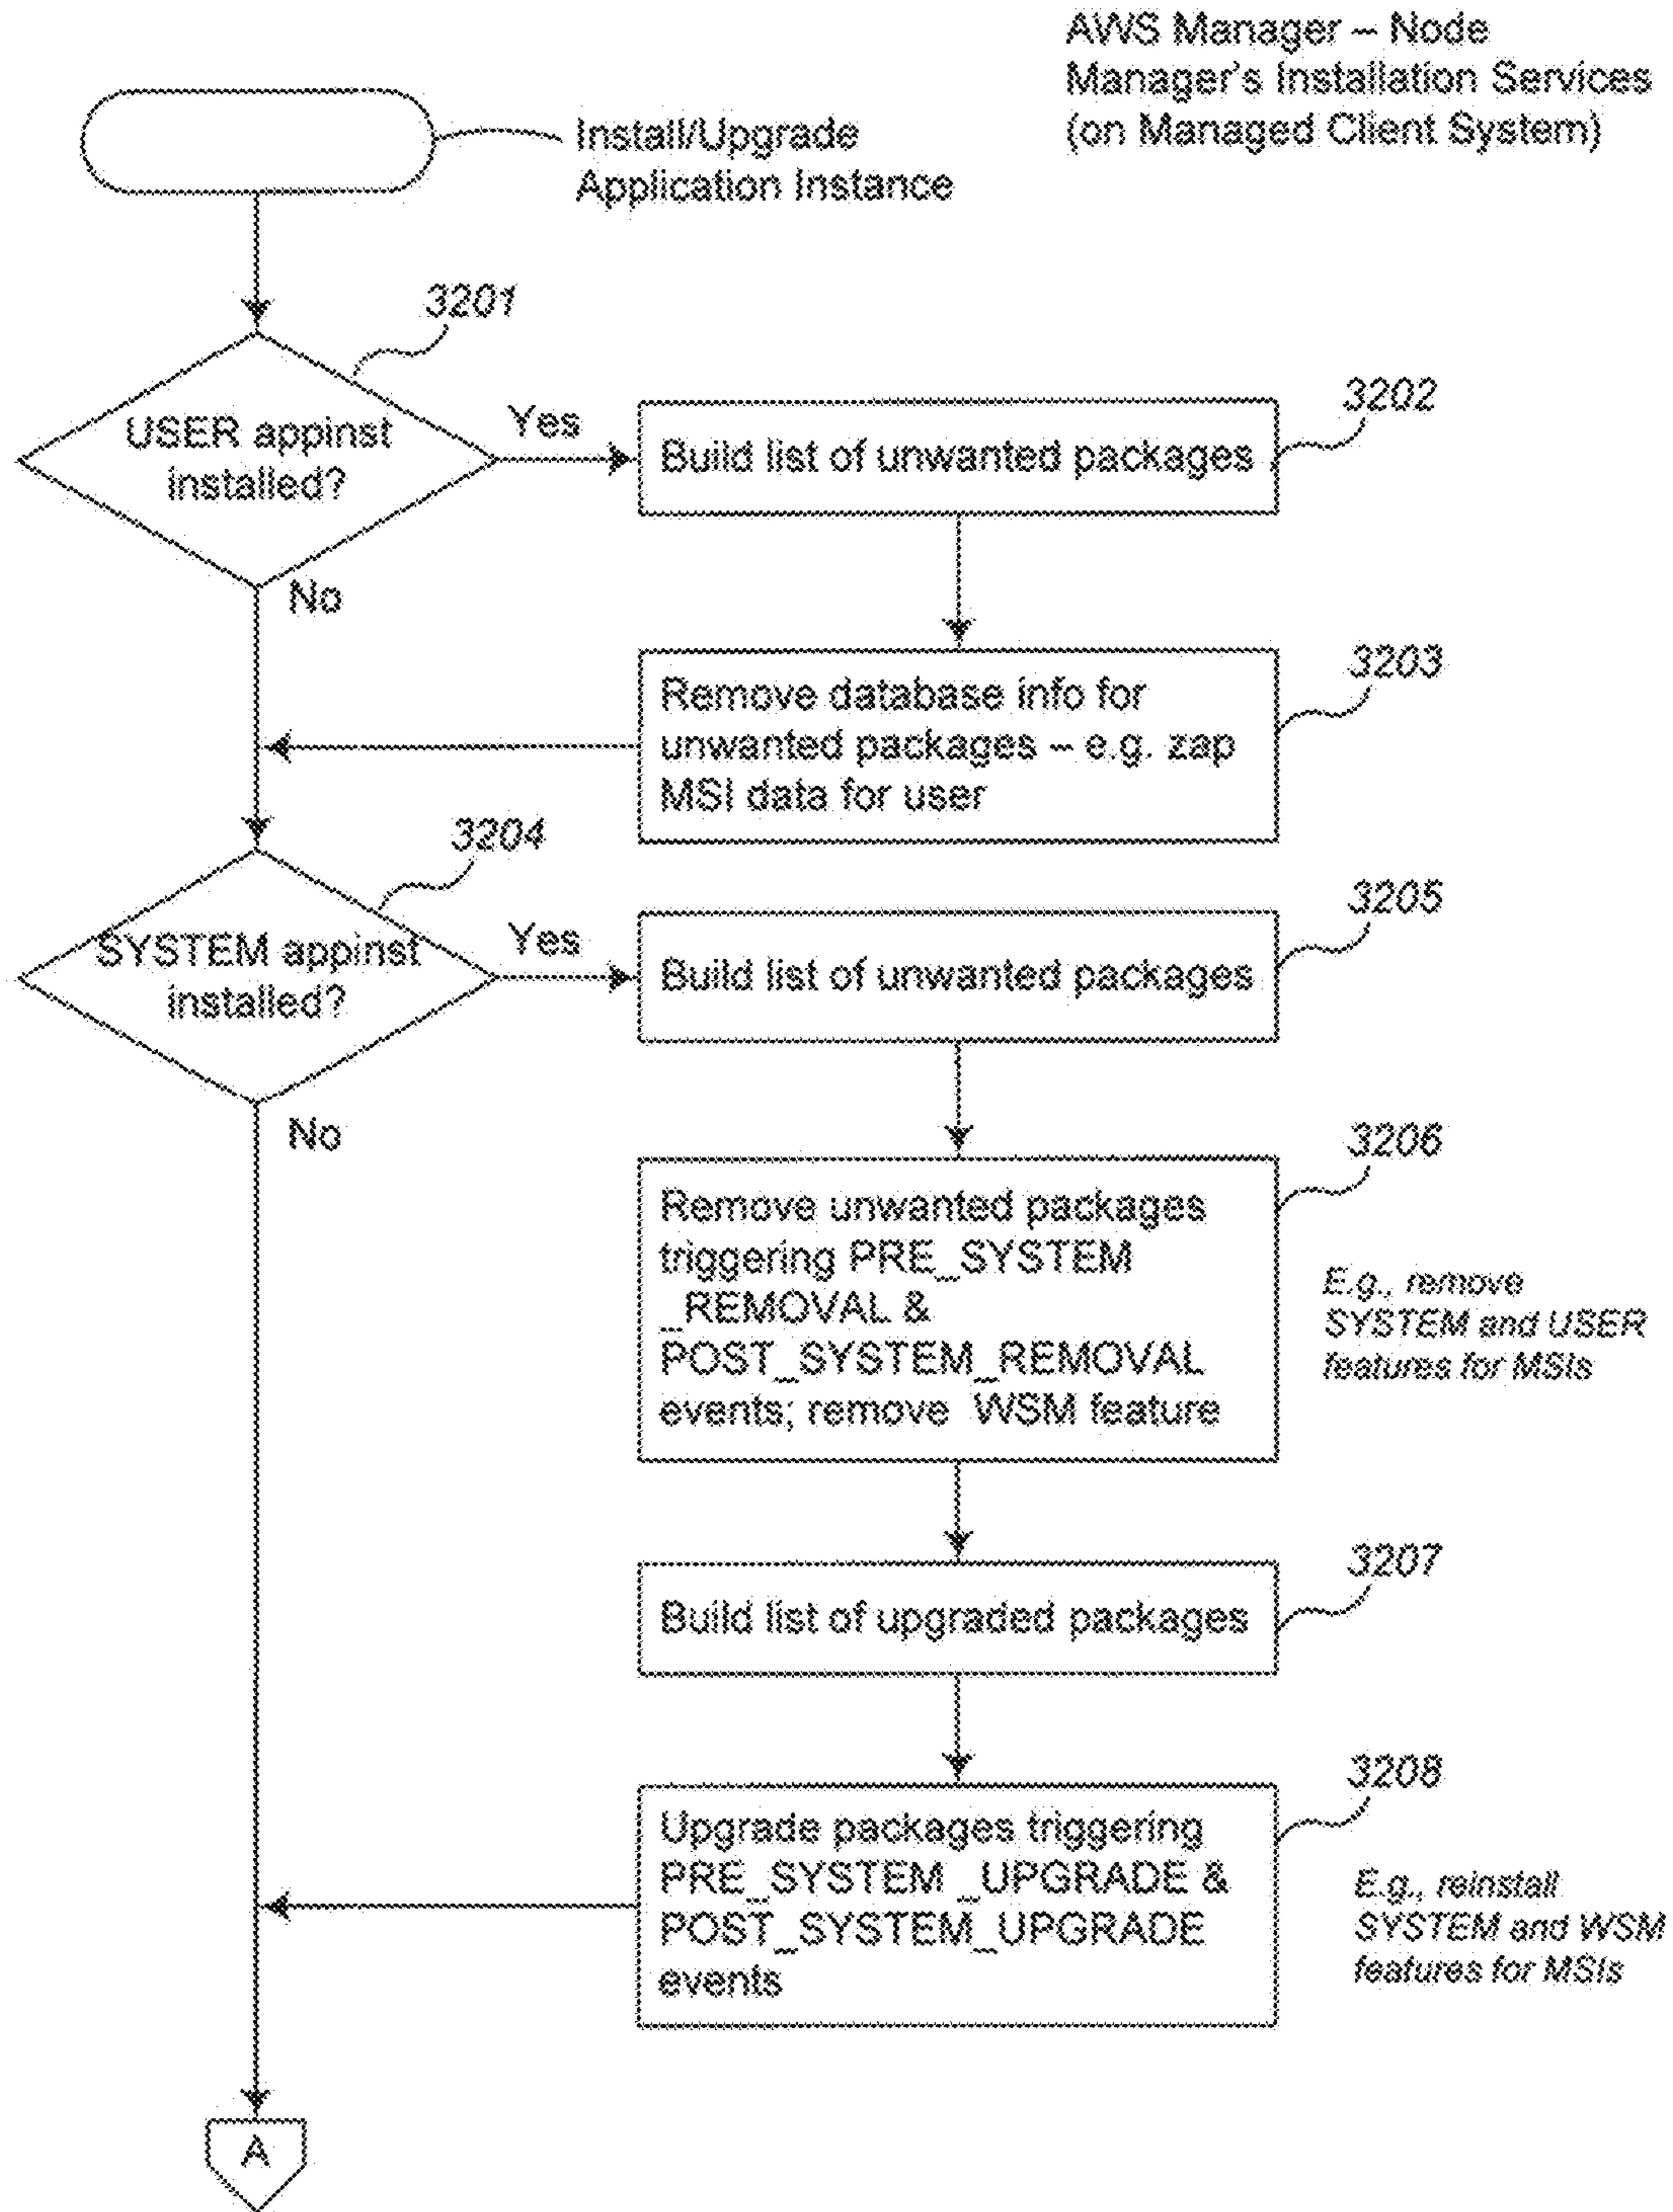 AWS Manager – Node
Manager's Installation Services
(on Managed Client System)
Install/Upgrade
Application Instance
3201
USER appinst
installed?
Yes
No
3202
Build list of unwanted packages
3203
Remove database info for
unwanted packages – e.g. zap
MSI data for user
3204
SYSTEM appinst
installed?
Yes
No
3205
Build list of unwanted packages
3206
Remove unwanted packages
triggering PRE_SYSTEM
_REMOVAL &
POST_SYSTEM_REMOVAL
events; remove WSM feature
E.g., remove
SYSTEM and USER
features for MSIs
3207
Build list of upgraded packages
3208
Upgrade packages triggering
PRE_SYSTEM _UPGRADE &
POST_SYSTEM_UPGRADE
events
E.g., reinstall
SYSTEM and WSM
features for MSIs
A